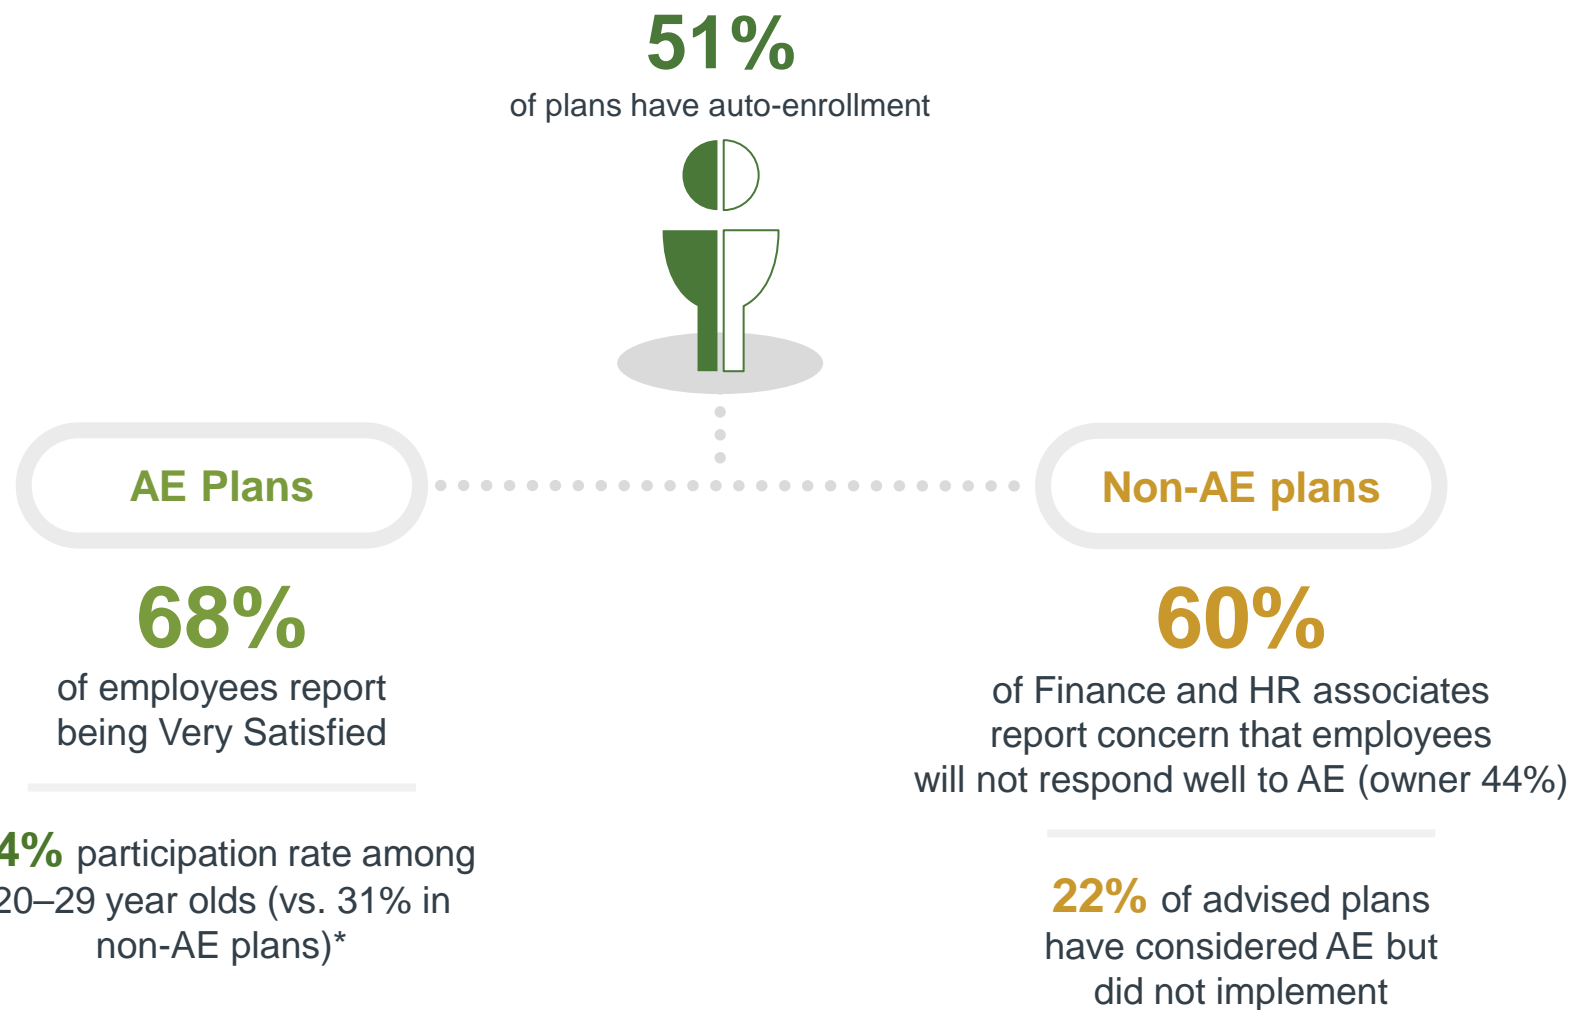 51%
of plans have auto-enrollment
AE Plans
68%
of employees report
being Very Satisfied
4% participation rate among
20–29 year olds (vs. 31% in
non-AE plans)*
Non-AE plans
60%
of Finance and HR associates
report concern that employees
will not respond well to AE (owner 44%)
22% of advised plans
have considered AE but
did not implement